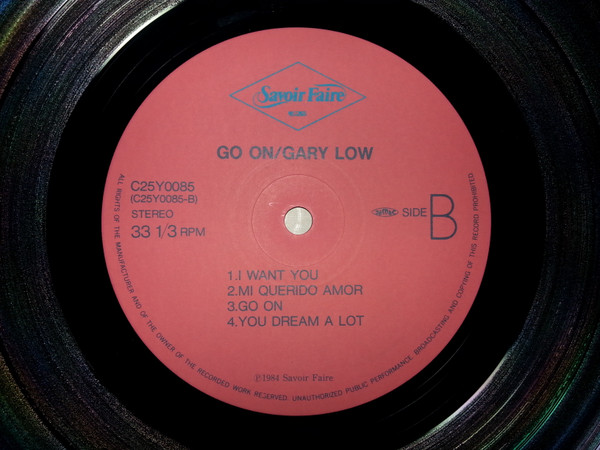 Savoir Faire
GO ON/GARY LOW
C25Y0085
(C25Y0085-B)
STEREO
33 1/3 RPM
SIDE B
1.I WANT YOU
2.MI QUERIDO AMOR
3.GO ON
4.YOU DREAM A LOT
℗1984 Savoir Faire
ALL RIGHTS OF THE MANUFACTURER AND OF THE OWNER OF THE RECORDED WORK RESERVED. UNAUTHORIZED PUBLIC PERFORMANCE, BROADCASTING AND COPYING OF THIS RECORD PROHIBITED